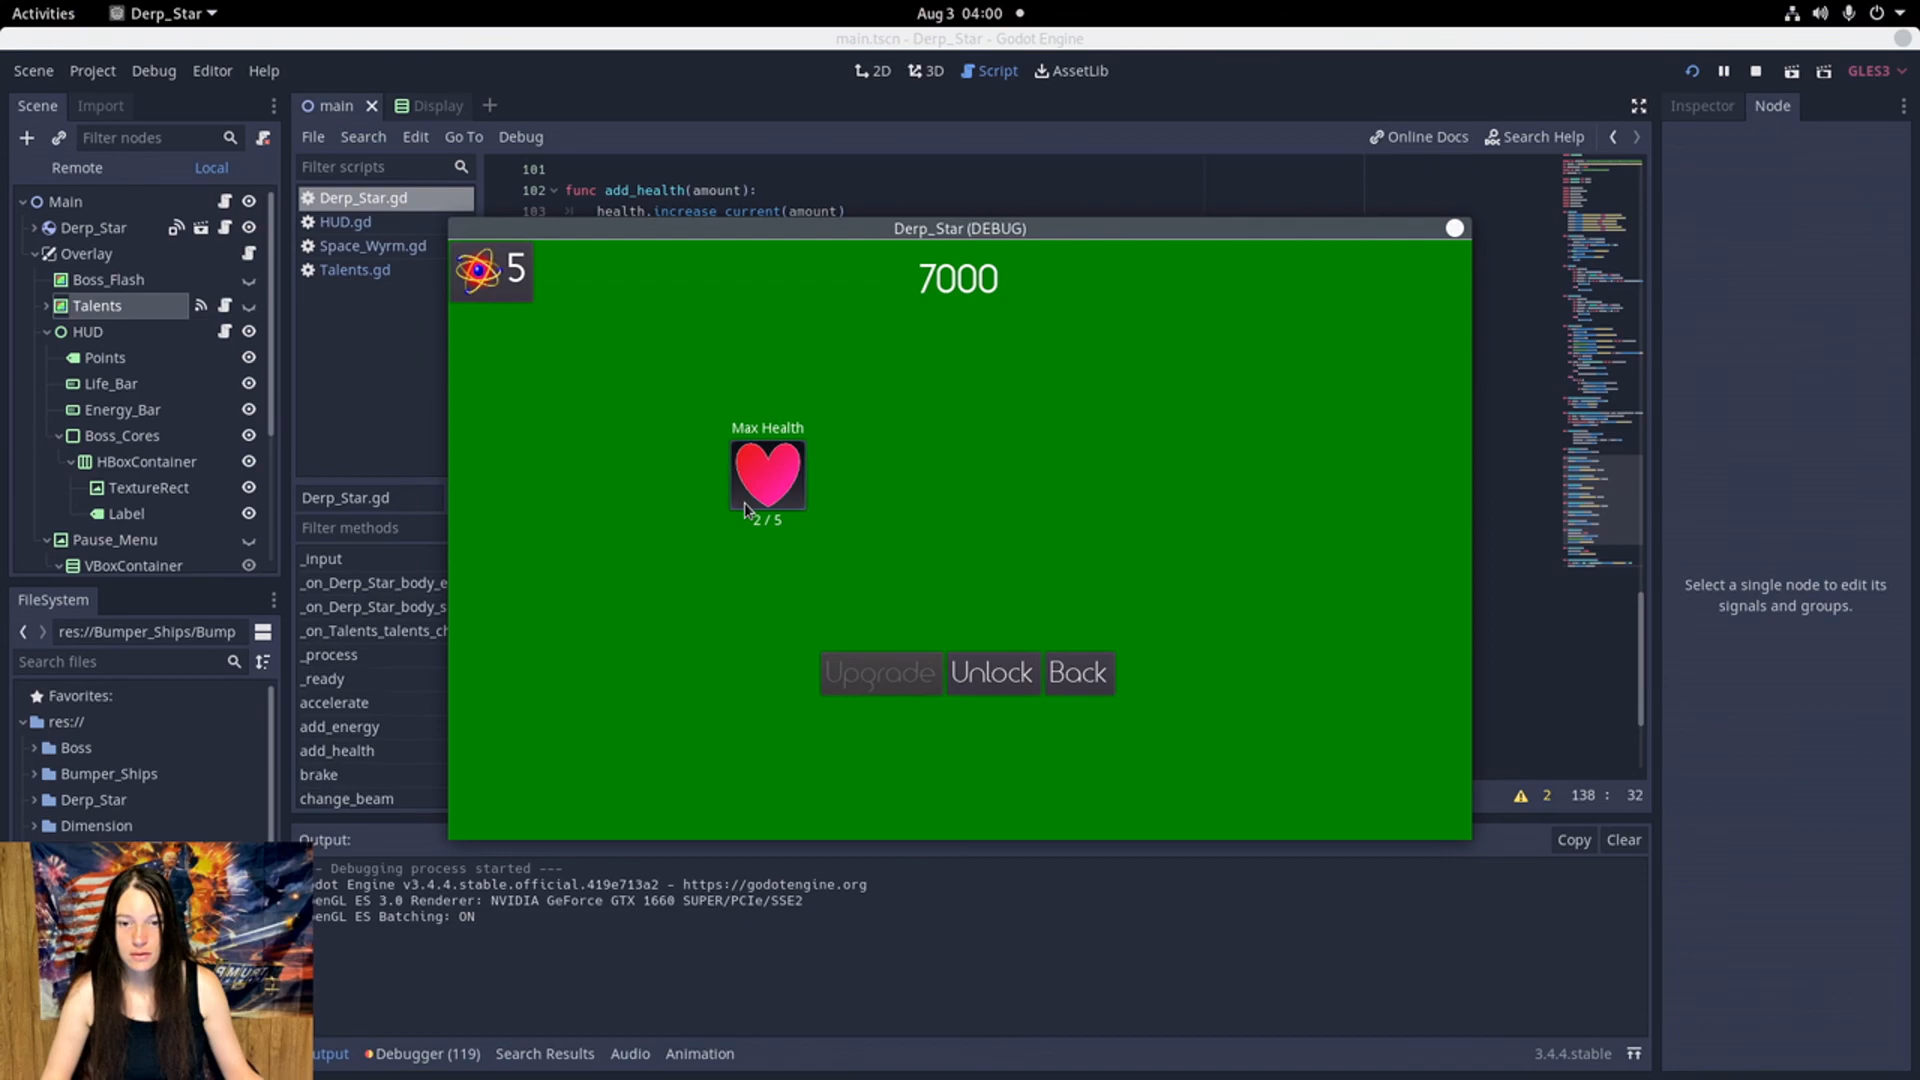 Activities
Derp_Star
Aug 3 04:00
main.tscn - Derp_Star - Godot Engine
Scene Project Debug Editor Help
2D 3D Script AssetLib
GLES3
Scene Import
main Display
Inspector Node
Filter nodes
File Search Edit Go To Debug
Online Docs Search Help
Remote Local
Filter scripts
Main
Derp_Star
Overlay
Boss_Flash
Talents
HUD
Points
Life_Bar
Energy_Bar
Boss_Cores
HBoxContainer
TextureRect
Label
Pause_Menu
VBoxContainer
Derp_Star.gd
HUD.gd
Space_Wyrm.gd
Talents.gd
101
102 func add_health(amount):
103 health.increase_current(amount)
Derp_Star (DEBUG)
5
7000
Max Health
2 / 5
Upgrade Unlock Back
Derp_Star.gd
Filter methods
_input
_on_Derp_Star_body_e
_on_Derp_Star_body_s
_on_Talents_talents_ch
_process
_ready
accelerate
add_energy
add_health
brake
change_beam
Select a single node to edit its
signals and groups.
FileSystem
res://Bumper_Ships/Bump
Search files
Favorites:
res://
Boss
Bumper_Ships
Derp_Star
Dimension
2 138 : 32
Output:
Copy Clear
- Debugging process started ---
odot Engine v3.4.4.stable.official.419e713a2 - https://godotengine.org
penGL ES 3.0 Renderer: NVIDIA GeForce GTX 1660 SUPER/PCIe/SSE2
penGL ES Batching: ON
utput Debugger (119) Search Results Audio Animation
3.4.4.stable